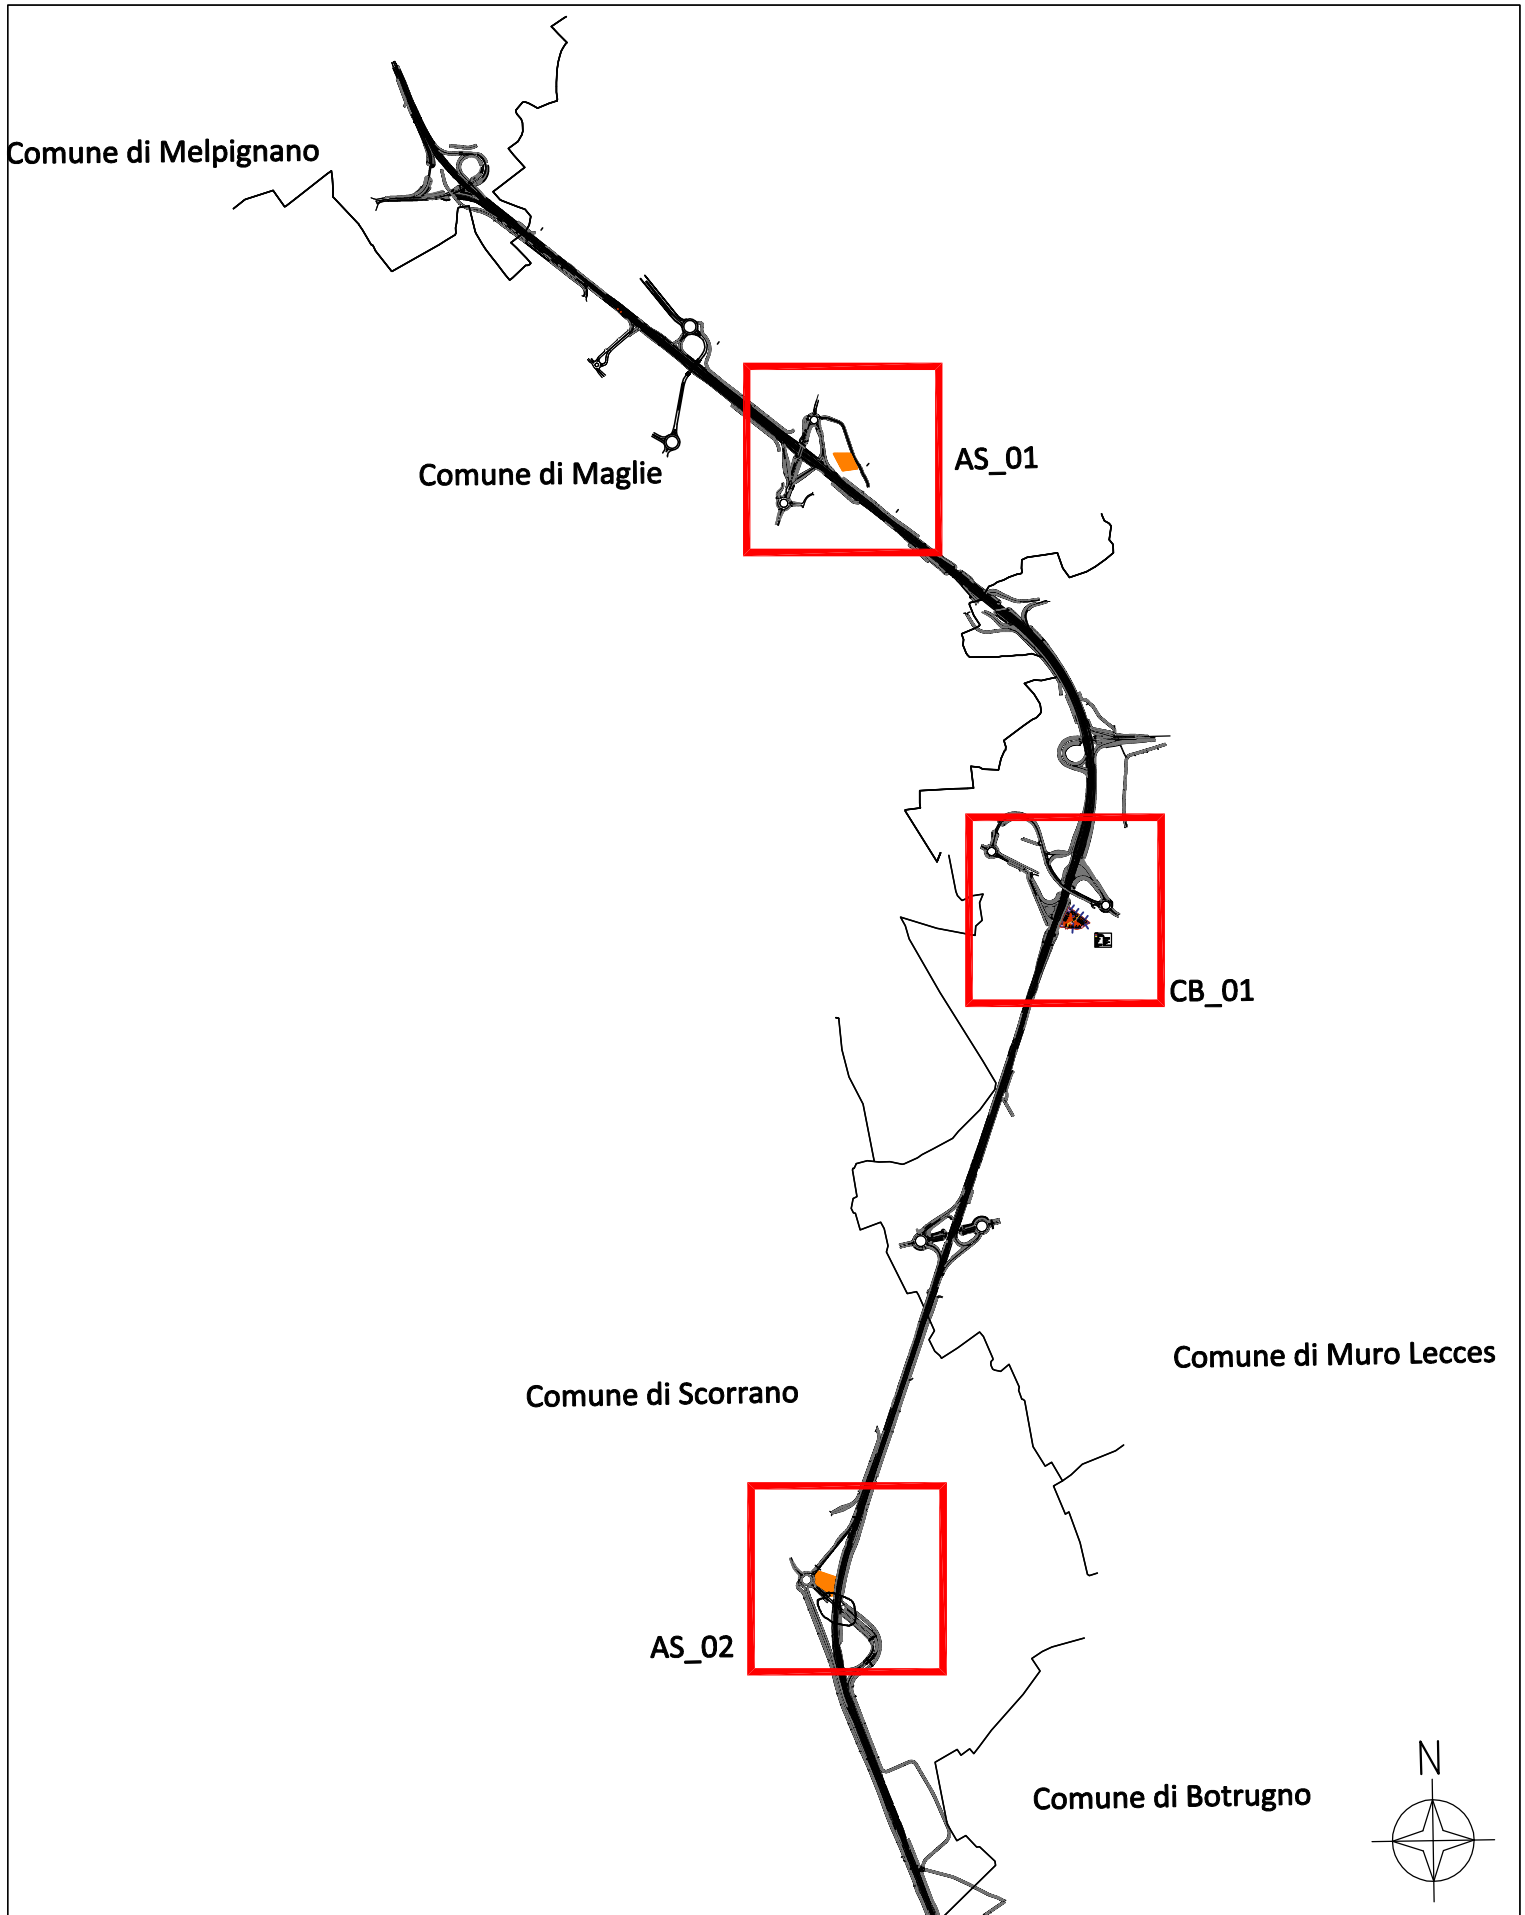 Comune di Melpignano
AS_01
Comune di Maglie
CB_01
Comune di Muro Lecces
Comune di Scorrano
AS_02
N
Comune di Botrugno